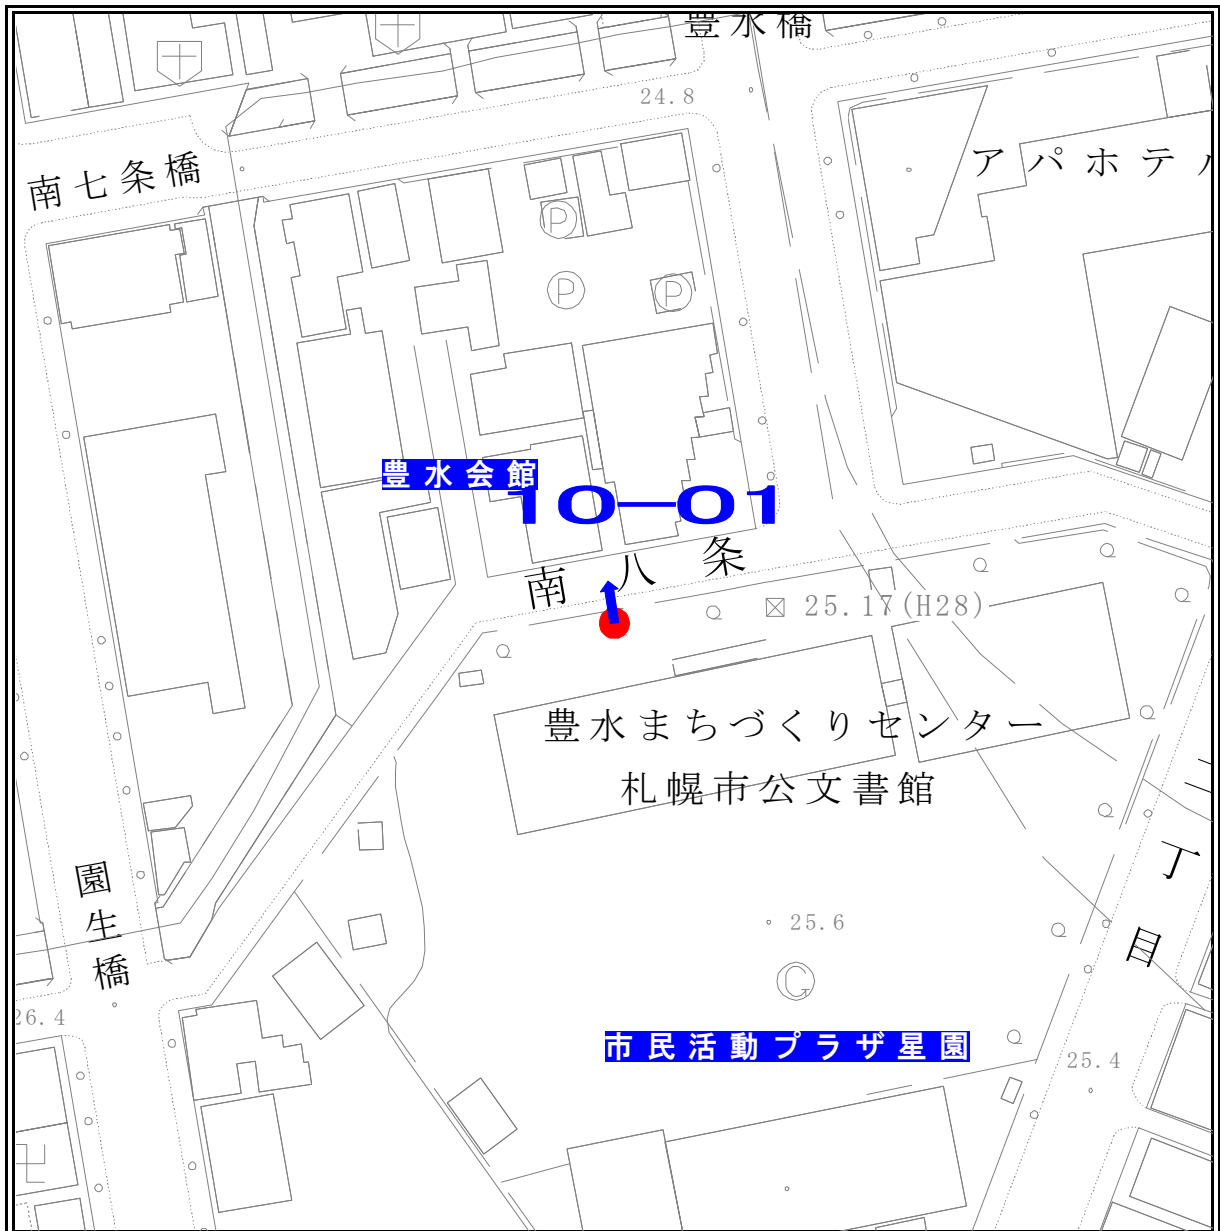 豊水橋
24.8
南七条橋
アパホテル
P
P
P
豊水会館
10-01
南八条
25.17(H28)
豊水まちづくりセンター
札幌市公文書館
三丁目
園生橋
25.6
G
26.4
市民活動プラザ星園
25.4